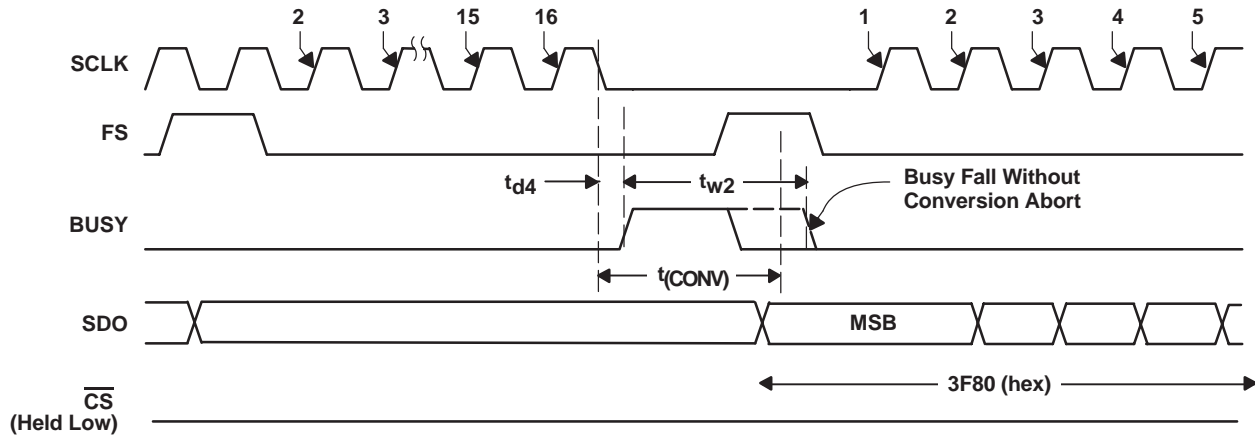 2 3 15 16 1 2 3 4 5
SCLK
FS
td4 tw2 Busy Fall Without
Conversion Abort
BUSY
t(CONV)
SDO MSB
3F80 (hex)
CS
(Held Low)